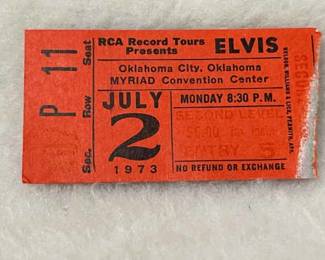 P 11
Sec. Row Seat
RCA Record Tours
Presents
ELVIS
Oklahoma City, Oklahoma
MYRIAD Convention Center
JULY
2
1973
MONDAY 8:30 P.M.
SECOND LEVEL
ENTRY 5
NO REFUND OR EXCHANGE